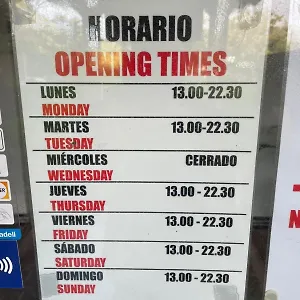 HORARIO
OPENING TIMES
LUNES 13.00-22.30
MONDAY
MARTES 13.00-22.30
TUESDAY
MIÉRCOLES CERRADO
WEDNESDAY
JUEVES 13.00 - 22.30
THURSDAY
VIERNES 13.00 - 22.30
FRIDAY
SÁBADO 13.00 - 22.30
SATURDAY
DOMINGO 13.00 - 22.30
SUNDAY